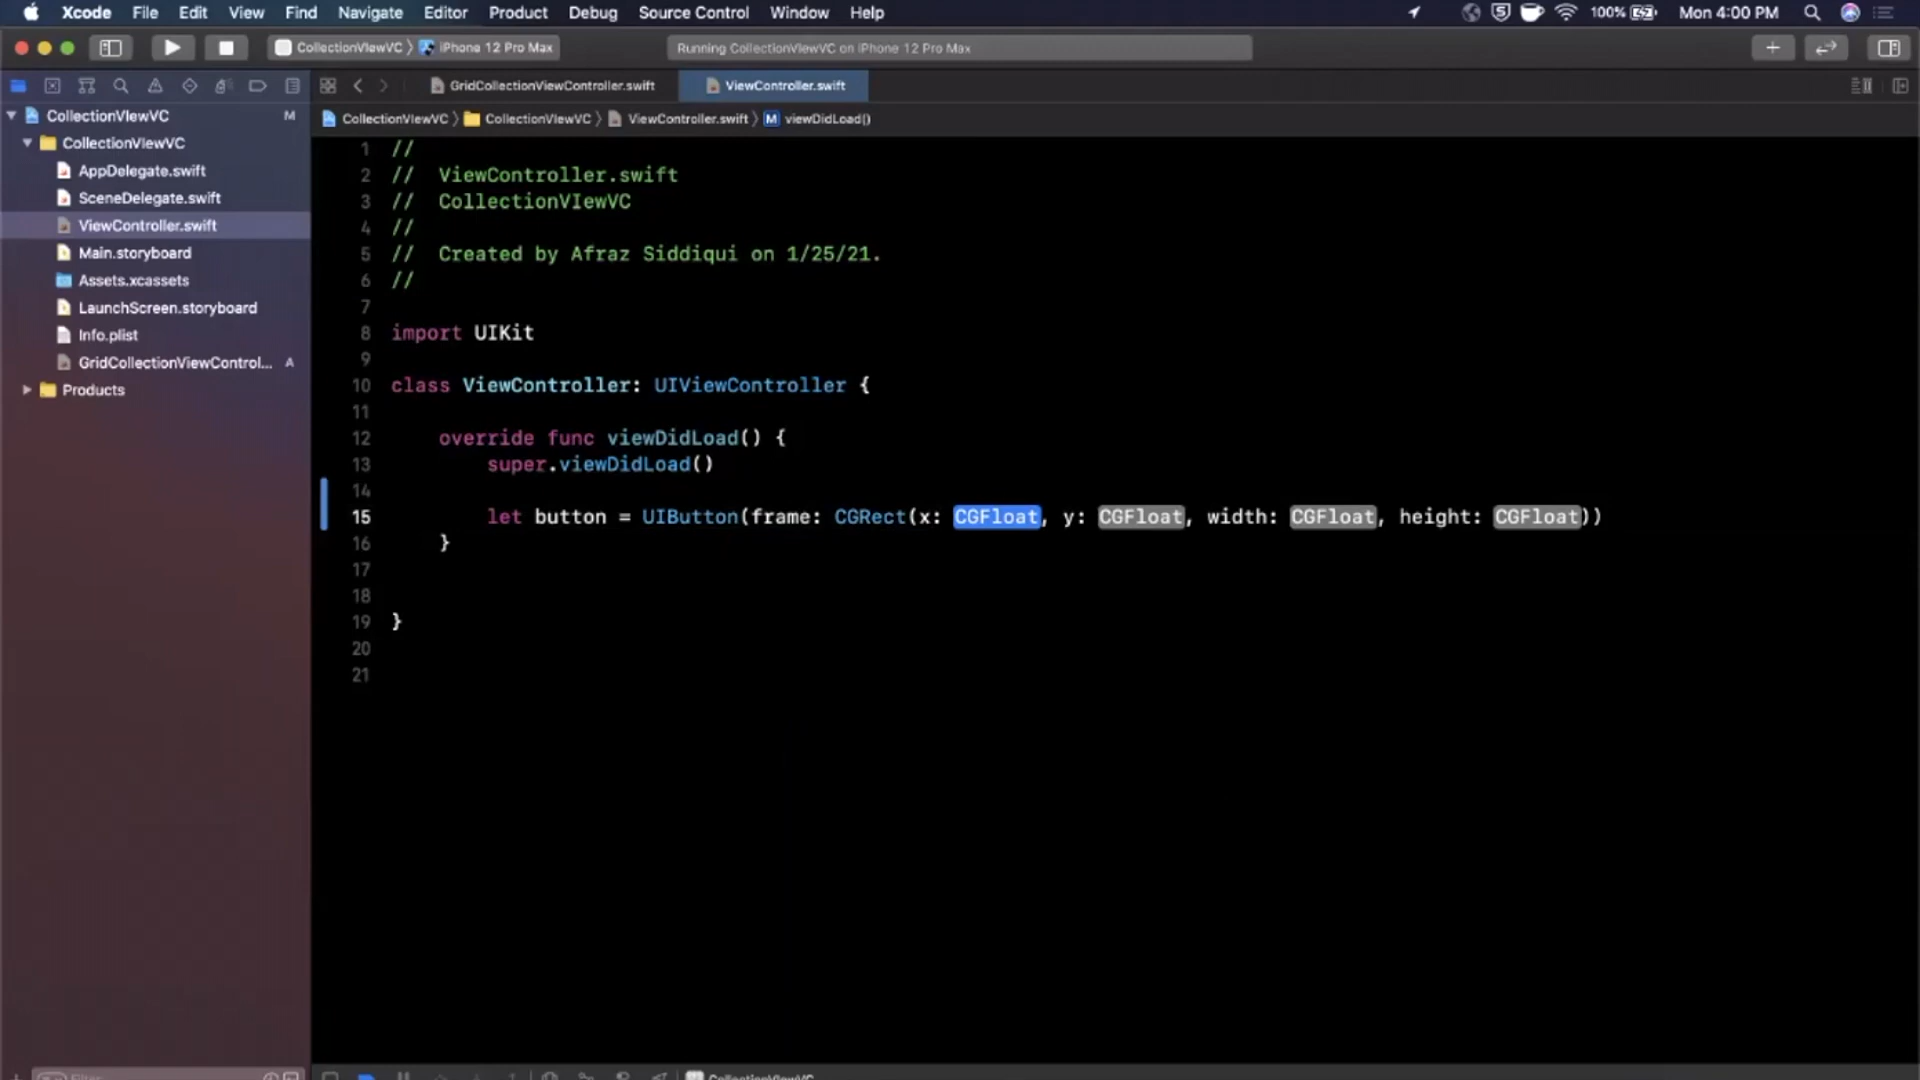 Xcode File Edit View Find Navigate Editor Product Debug Source Control Window Help 100% Mon 4:00 PM
CollectionVIewVC iPhone 12 Pro Max Running CollectionVIewVC on iPhone 12 Pro Max
GridCollectionViewController.swift ViewController.swift
CollectionVIewVC CollectionVIewVC ViewController.swift M viewDidLoad()
CollectionVIewVC M
CollectionVIewVC
AppDelegate.swift
SceneDelegate.swift
ViewController.swift
Main.storyboard
Assets.xcassets
LaunchScreen.storyboard
Info.plist
GridCollectionViewControl... A
Products
1 //
2 // ViewController.swift
3 // CollectionVIewVC
4 //
5 // Created by Afraz Siddiqui on 1/25/21.
6 //
7
8 import UIKit
9
10 class ViewController: UIViewController {
11
12 override func viewDidLoad() {
13 super.viewDidLoad()
14
15 let button = UIButton(frame: CGRect(x: CGFloat, y: CGFloat, width: CGFloat, height: CGFloat))
16 }
17
18
19 }
20
21
Filter
CollectionVIewVC